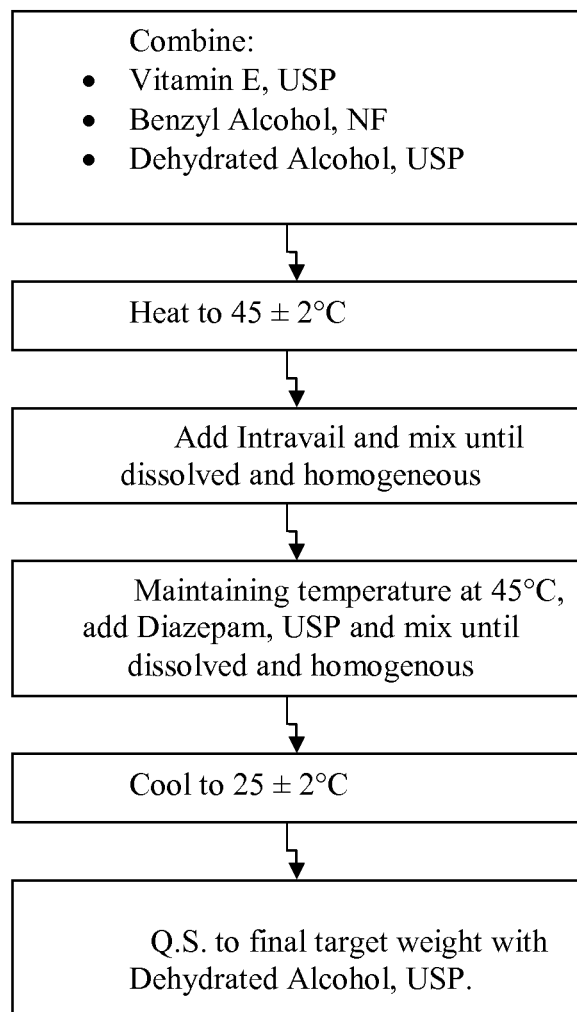 Combine:
• Vitamin E, USP
• Benzyl Alcohol, NF
• Dehydrated Alcohol, USP
Heat to 45 ± 2°C
Add Intravail and mix until
dissolved and homogeneous
Maintaining temperature at 45°C,
add Diazepam, USP and mix until
dissolved and homogenous
Cool to 25 ± 2°C
Q.S. to final target weight with
Dehydrated Alcohol, USP.